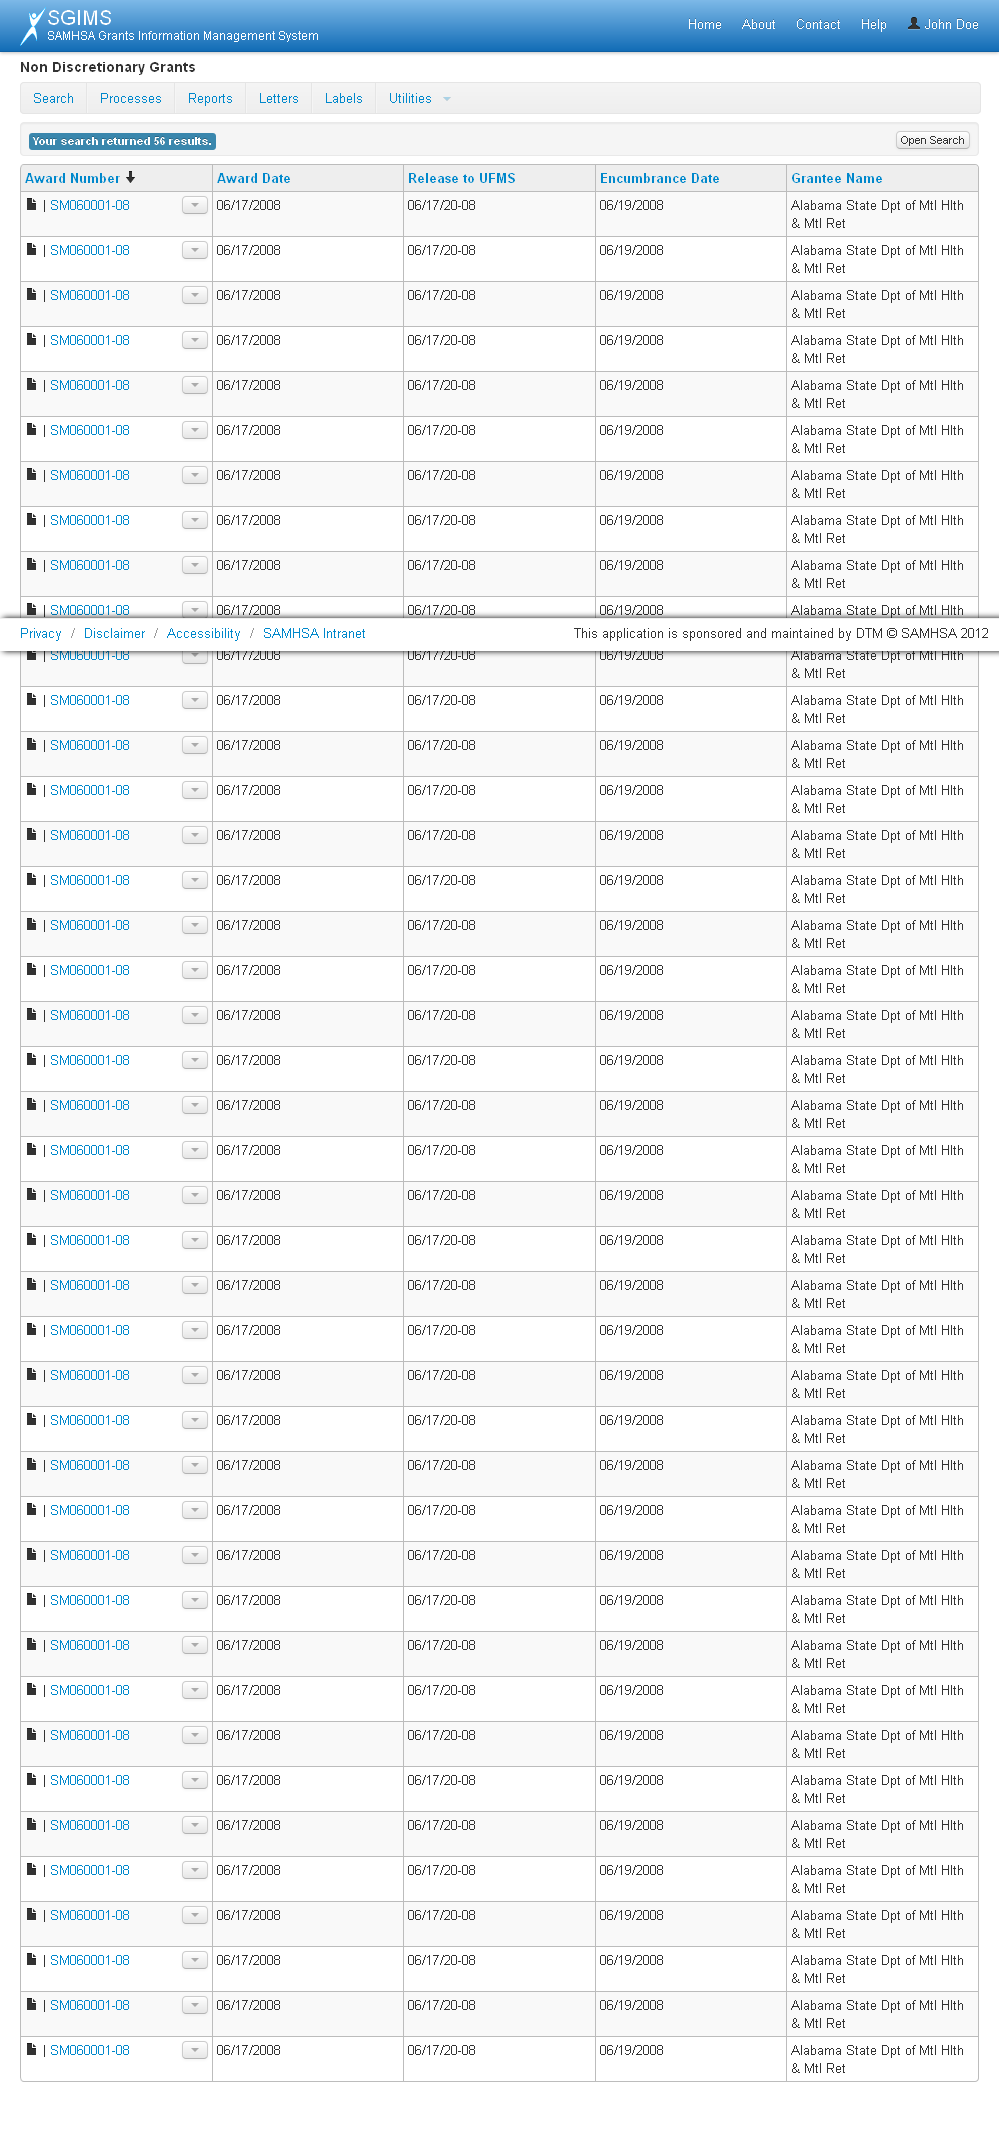 SGIMS
SAMHSA Grants Information Management System
Home About Contact Help John Doe
Non Discretionary Grants
Search Processes Reports Letters Labels Utilities
Your search returned 56 results. Open Search
Award Number Award Date Release to UFMS Encumbrance Date Grantee Name
| SM060001-08 06/17/2008 06/17/20-08 06/19/2008 Alabama State Dpt of Mtl Hlth
& Mtl Ret
| SM060001-08 06/17/2008 06/17/20-08 06/19/2008 Alabama State Dpt of Mtl Hlth
& Mtl Ret
| SM060001-08 06/17/2008 06/17/20-08 06/19/2008 Alabama State Dpt of Mtl Hlth
& Mtl Ret
| SM060001-08 06/17/2008 06/17/20-08 06/19/2008 Alabama State Dpt of Mtl Hlth
& Mtl Ret
| SM060001-08 06/17/2008 06/17/20-08 06/19/2008 Alabama State Dpt of Mtl Hlth
& Mtl Ret
| SM060001-08 06/17/2008 06/17/20-08 06/19/2008 Alabama State Dpt of Mtl Hlth
& Mtl Ret
| SM060001-08 06/17/2008 06/17/20-08 06/19/2008 Alabama State Dpt of Mtl Hlth
& Mtl Ret
| SM060001-08 06/17/2008 06/17/20-08 06/19/2008 Alabama State Dpt of Mtl Hlth
& Mtl Ret
| SM060001-08 06/17/2008 06/17/20-08 06/19/2008 Alabama State Dpt of Mtl Hlth
& Mtl Ret
| SM060001-08 06/17/2008 06/17/20-08 06/19/2008 Alabama State Dpt of Mtl Hlth
Privacy / Disclaimer / Accessibility / SAMHSA Intranet This application is sponsored and maintained by DTM © SAMHSA 2012
| SM060001-08 06/17/2008 06/17/20-08 06/19/2008 Alabama State Dpt of Mtl Hlth
& Mtl Ret
| SM060001-08 06/17/2008 06/17/20-08 06/19/2008 Alabama State Dpt of Mtl Hlth
& Mtl Ret
| SM060001-08 06/17/2008 06/17/20-08 06/19/2008 Alabama State Dpt of Mtl Hlth
& Mtl Ret
| SM060001-08 06/17/2008 06/17/20-08 06/19/2008 Alabama State Dpt of Mtl Hlth
& Mtl Ret
| SM060001-08 06/17/2008 06/17/20-08 06/19/2008 Alabama State Dpt of Mtl Hlth
& Mtl Ret
| SM060001-08 06/17/2008 06/17/20-08 06/19/2008 Alabama State Dpt of Mtl Hlth
& Mtl Ret
| SM060001-08 06/17/2008 06/17/20-08 06/19/2008 Alabama State Dpt of Mtl Hlth
& Mtl Ret
| SM060001-08 06/17/2008 06/17/20-08 06/19/2008 Alabama State Dpt of Mtl Hlth
& Mtl Ret
| SM060001-08 06/17/2008 06/17/20-08 06/19/2008 Alabama State Dpt of Mtl Hlth
& Mtl Ret
| SM060001-08 06/17/2008 06/17/20-08 06/19/2008 Alabama State Dpt of Mtl Hlth
& Mtl Ret
| SM060001-08 06/17/2008 06/17/20-08 06/19/2008 Alabama State Dpt of Mtl Hlth
& Mtl Ret
| SM060001-08 06/17/2008 06/17/20-08 06/19/2008 Alabama State Dpt of Mtl Hlth
& Mtl Ret
| SM060001-08 06/17/2008 06/17/20-08 06/19/2008 Alabama State Dpt of Mtl Hlth
& Mtl Ret
| SM060001-08 06/17/2008 06/17/20-08 06/19/2008 Alabama State Dpt of Mtl Hlth
& Mtl Ret
| SM060001-08 06/17/2008 06/17/20-08 06/19/2008 Alabama State Dpt of Mtl Hlth
& Mtl Ret
| SM060001-08 06/17/2008 06/17/20-08 06/19/2008 Alabama State Dpt of Mtl Hlth
& Mtl Ret
| SM060001-08 06/17/2008 06/17/20-08 06/19/2008 Alabama State Dpt of Mtl Hlth
& Mtl Ret
| SM060001-08 06/17/2008 06/17/20-08 06/19/2008 Alabama State Dpt of Mtl Hlth
& Mtl Ret
| SM060001-08 06/17/2008 06/17/20-08 06/19/2008 Alabama State Dpt of Mtl Hlth
& Mtl Ret
| SM060001-08 06/17/2008 06/17/20-08 06/19/2008 Alabama State Dpt of Mtl Hlth
& Mtl Ret
| SM060001-08 06/17/2008 06/17/20-08 06/19/2008 Alabama State Dpt of Mtl Hlth
& Mtl Ret
| SM060001-08 06/17/2008 06/17/20-08 06/19/2008 Alabama State Dpt of Mtl Hlth
& Mtl Ret
| SM060001-08 06/17/2008 06/17/20-08 06/19/2008 Alabama State Dpt of Mtl Hlth
& Mtl Ret
| SM060001-08 06/17/2008 06/17/20-08 06/19/2008 Alabama State Dpt of Mtl Hlth
& Mtl Ret
| SM060001-08 06/17/2008 06/17/20-08 06/19/2008 Alabama State Dpt of Mtl Hlth
& Mtl Ret
| SM060001-08 06/17/2008 06/17/20-08 06/19/2008 Alabama State Dpt of Mtl Hlth
& Mtl Ret
| SM060001-08 06/17/2008 06/17/20-08 06/19/2008 Alabama State Dpt of Mtl Hlth
& Mtl Ret
| SM060001-08 06/17/2008 06/17/20-08 06/19/2008 Alabama State Dpt of Mtl Hlth
& Mtl Ret
| SM060001-08 06/17/2008 06/17/20-08 06/19/2008 Alabama State Dpt of Mtl Hlth
& Mtl Ret
| SM060001-08 06/17/2008 06/17/20-08 06/19/2008 Alabama State Dpt of Mtl Hlth
& Mtl Ret
| SM060001-08 06/17/2008 06/17/20-08 06/19/2008 Alabama State Dpt of Mtl Hlth
& Mtl Ret
| SM060001-08 06/17/2008 06/17/20-08 06/19/2008 Alabama State Dpt of Mtl Hlth
& Mtl Ret